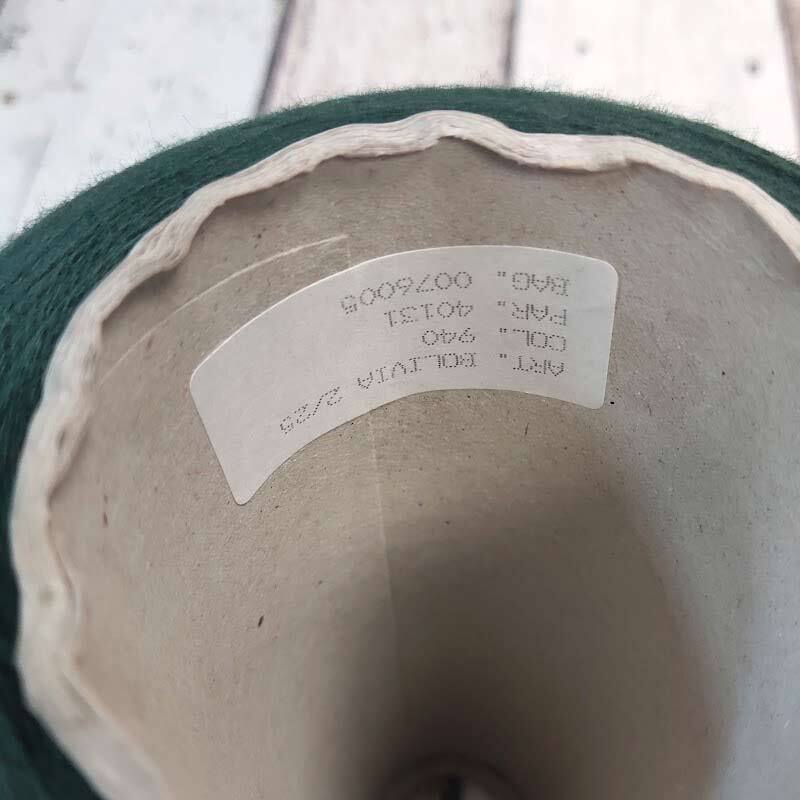 ART. BOLIVIA 2/25
COL. 940
PAR. 40131
BAG. 0076005